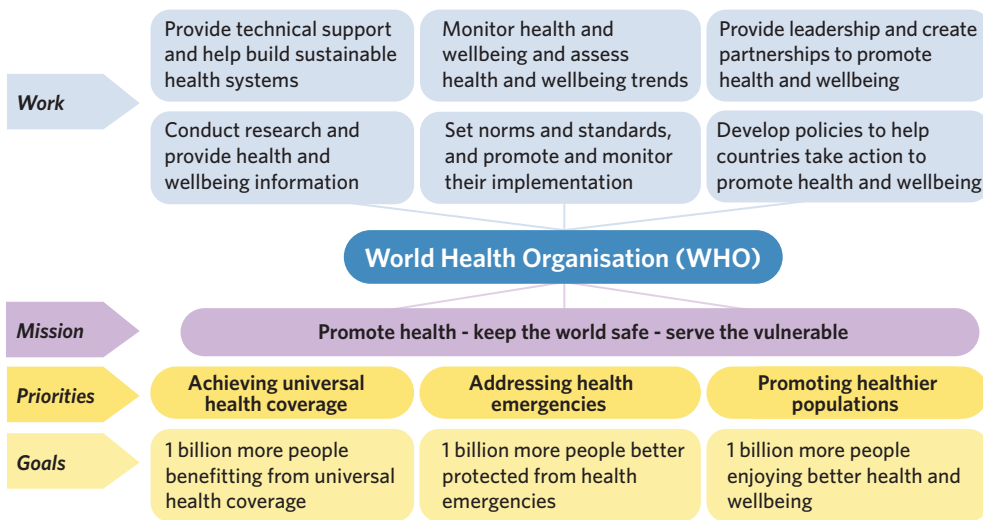 Work
Provide technical support
and help build sustainable
health systems
Monitor health and
wellbeing and assess
health and wellbeing trends
Provide leadership and create
partnerships to promote
health and wellbeing
Conduct research and
provide health and
wellbeing information
Set norms and standards,
and promote and monitor
their implementation
Develop policies to help
countries take action to
promote health and wellbeing
World Health Organisation (WHO)
Mission
Promote health - keep the world safe - serve the vulnerable
Priorities
Achieving universal
health coverage
Addressing health
emergencies
Promoting healthier
populations
Goals
1 billion more people
benefitting from universal
health coverage
1 billion more people better
protected from health
emergencies
1 billion more people
enjoying better health and
wellbeing